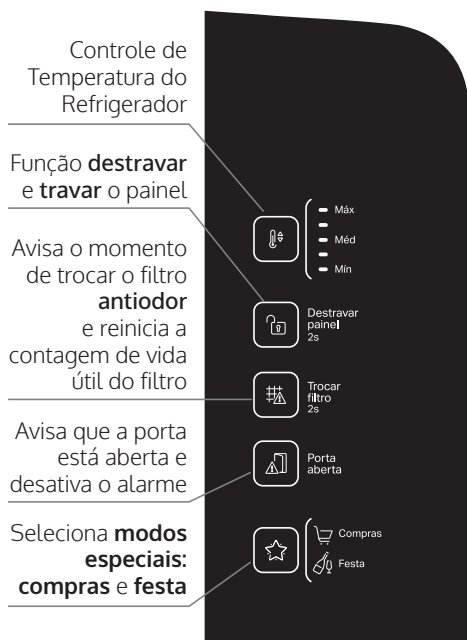 Controle de
Temperatura do
Refrigerador
Função destravar
e travar o painel
Avisa o momento
de trocar o filtro
antiodor
e reinicia a
contagem de vida
útil do filtro
Avisa que a porta
está aberta e
desativa o alarme
Seleciona modos
especiais:
compras e festa
Máx
Méd
Mín
Destravar
painel
2s
Trocar
filtro
2s
Porta
aberta
Compras
Festa